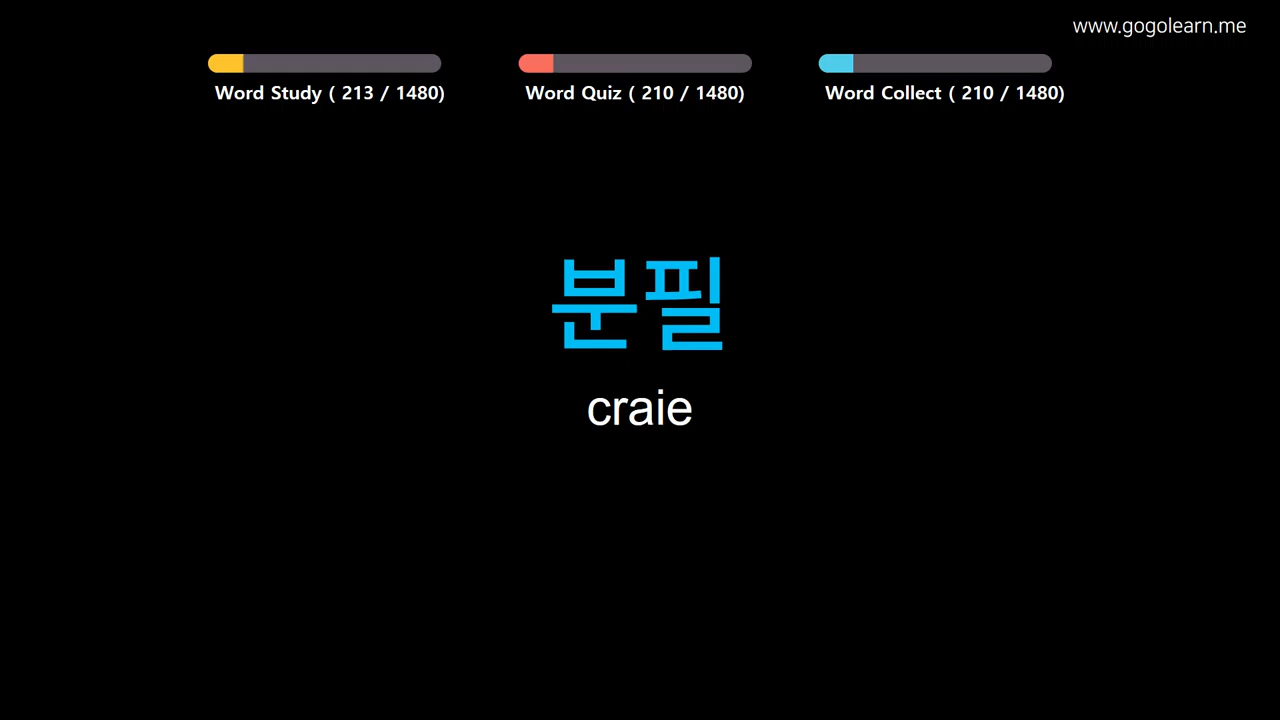 www.gogolearn.me
Word Study ( 213 / 1480)
Word Quiz ( 210 / 1480)
Word Collect ( 210 / 1480)
분필
craie